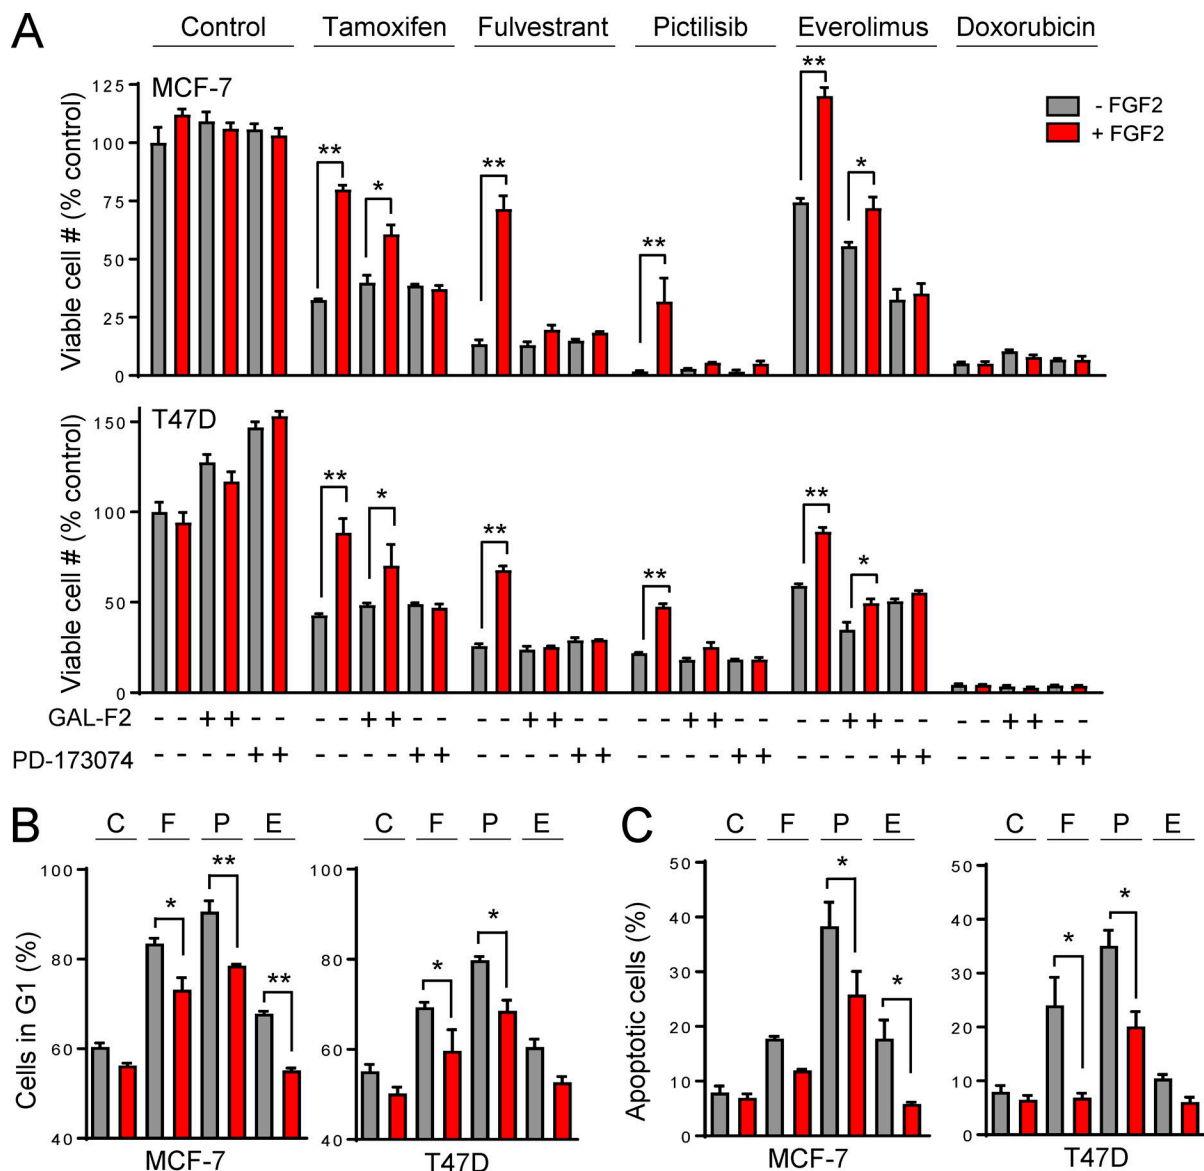 A
Control Tamoxifen Fulvestrant Pictilisib Everolimus Doxorubicin
MCF-7
- FGF2
+ FGF2
Viable cell # (% control)
125
100
75
50
25
0
** * ** ** ** *
T47D
Viable cell # (% control)
150
100
50
0
** * ** ** ** *
GAL-F2 - - + + - - - - + + - - - - + + - - - - + + - - - - + + - - - - + + - -
PD-173074 - - - - + + - - - - + + - - - - + + - - - - + + - - - - + + - - - - + +
B
C F P E
Cells in G1 (%)
100
80
60
40
* ** **
MCF-7
C F P E
100
80
60
40
* *
T47D
C
C F P E
Apoptotic cells (%)
50
40
30
20
10
0
* *
MCF-7
C F P E
50
40
30
20
10
0
* *
T47D